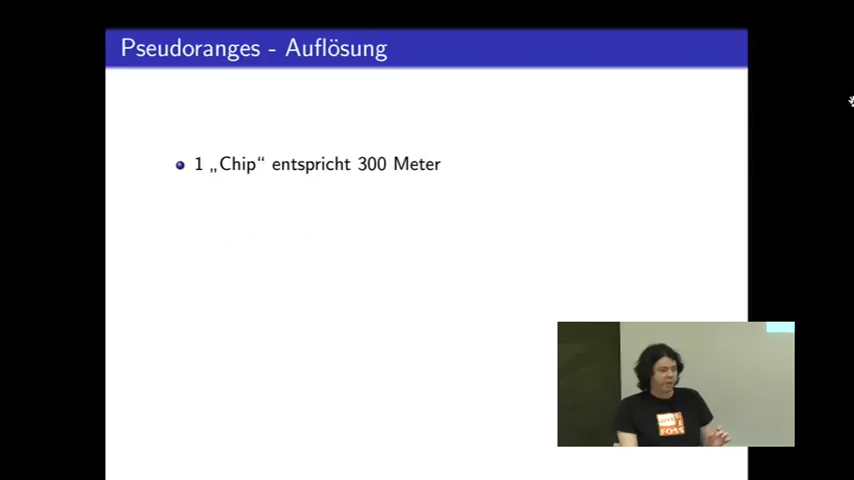 Pseudoranges - Auflösung
1 „Chip“ entspricht 300 Meter